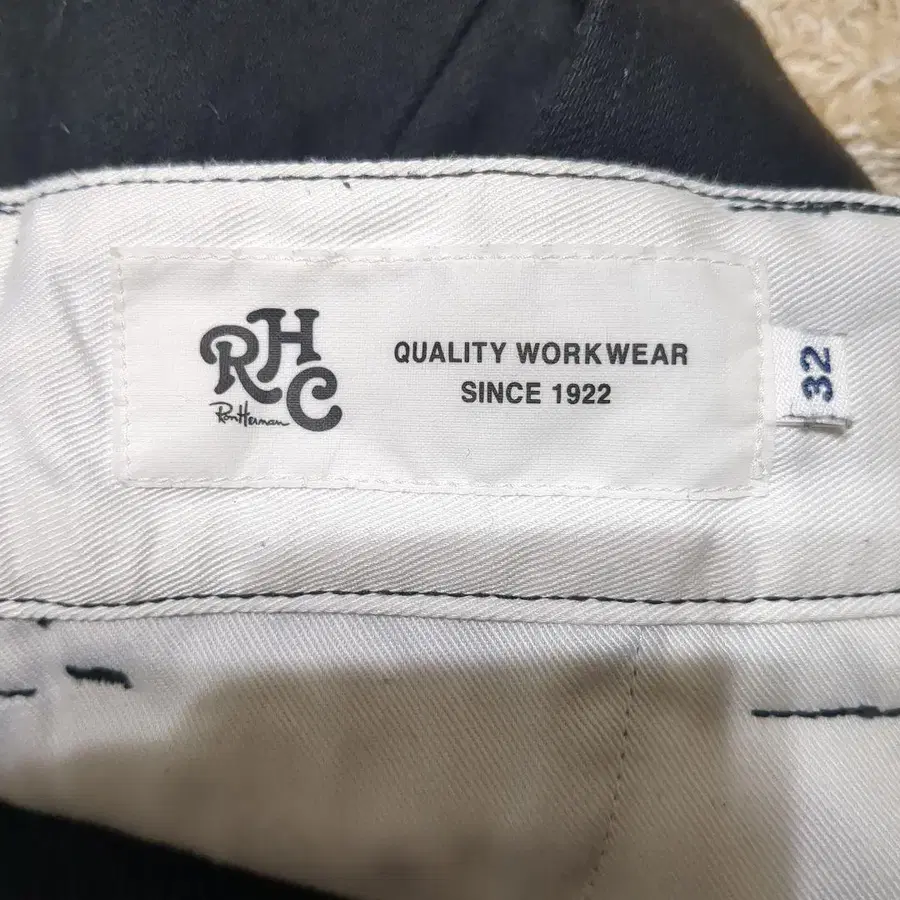 RHC
Ron Herman
QUALITY WORKWEAR
SINCE 1922
32